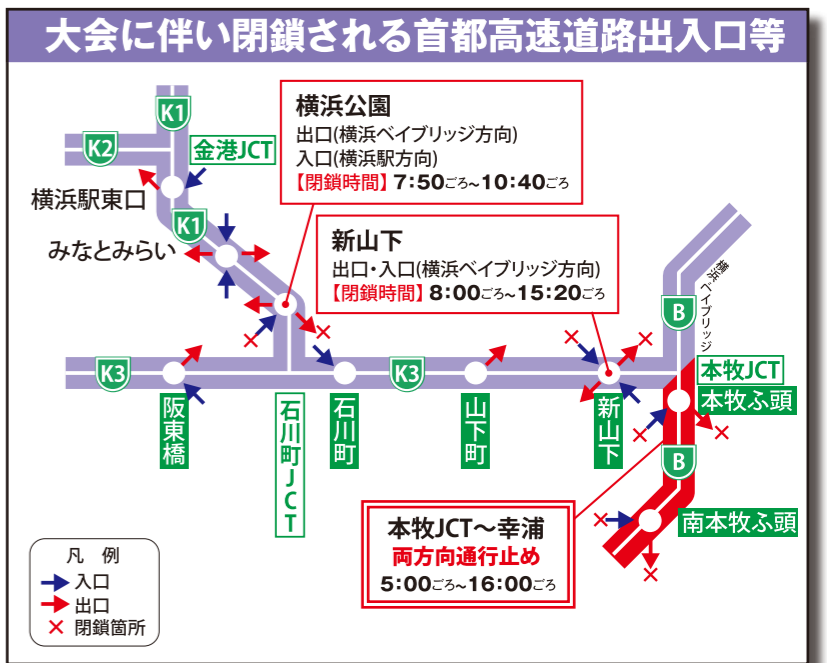 大会に伴い閉鎖される首都高速道路出入口等
K1
K2
金港JCT
横浜公園
出口(横浜ベイブリッジ方向)
入口(横浜駅方向)
【閉鎖時間】7:50ごろ~10:40ごろ
横浜駅東口
K1
みなとみらい
新山下
出口・入口(横浜ベイブリッジ方向)
【閉鎖時間】8:00ごろ~15:20ごろ
横浜ベイブリッジ
B
K3
K3
本牧JCT
本牧ふ頭
阪東橋
石川町JCT
石川町
山下町
新山下
B
南本牧ふ頭
本牧JCT~幸浦
両方向通行止め
5:00ごろ~16:00ごろ
凡 例
入口
出口
× 閉鎖箇所